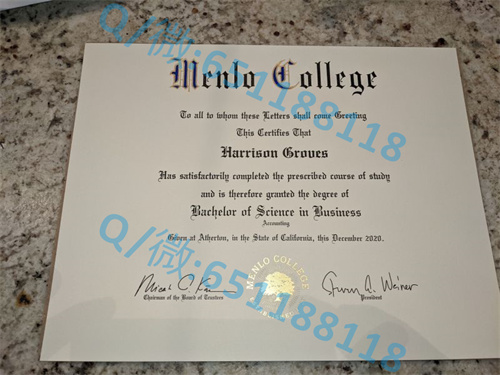 Q/微:651188118
Menlo College
To all to whom these Letters shall come Greeting
This Certifies That
Harrison Groves
Has satisfactorily completed the prescribed course of study
and is therefore granted the degree of
Bachelor of Science in Business
Accounting
Given at Atherton, in the State of California, this December 2020.
Q/微:651188118
MENLO COLLEGE
Chairman of the Board of Trustees
President